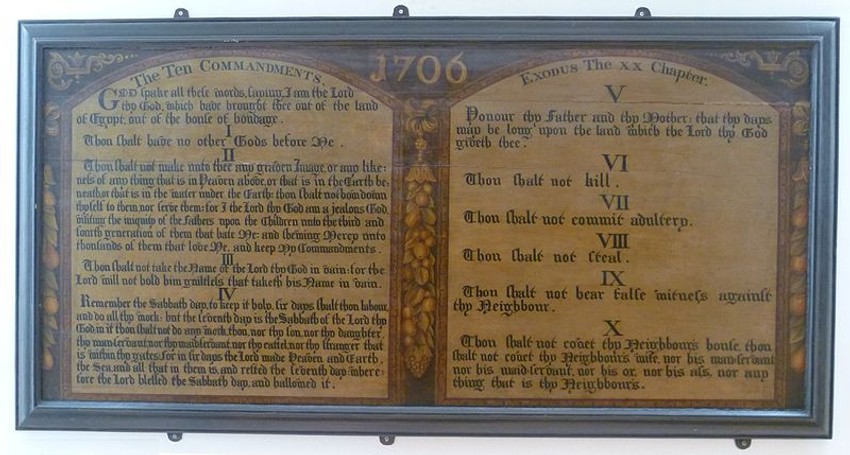 The Ten Commandments.
1706
Exodus The XX Chapter.
God spake all these words, saying, I am the Lord
thy God, which have brought thee out of the land
of Egypt, out of the house of bondage.
I
Thou shalt have no other Gods before Me.
II
Thou shalt not make unto thee any graven Image, or any like:
ness of any thing that is in Heaven above, or that is in the Earth be:
neath, or that is in the water under the Earth: thou shalt not bow down
thyself to them, nor serve them: for I the Lord thy God am a jealous God,
visiting the iniquity of the Fathers upon the Children unto the third and
fourth generation of them that hate Me: and shewing Mercy unto
thousands of them that love Me, and keep My Commandments.
III
Thou shalt not take the Name of the Lord thy God in vain: for the
Lord will not hold him guiltless that taketh his Name in vain.
IV
Remember the Sabbath day, to keep it holy, six days shalt thou labour,
and do all thy work: but the seventh day is the Sabbath of the Lord thy
God, in it thou shalt not do any work, thou, nor thy son, nor thy daughter,
thy man-servant, nor thy maid-servant, nor thy cattel, nor thy stranger that
is within thy gates, for in six days the Lord made Heaven and Earth,
the Sea, and all that in them is, and rested the seventh day: where:
fore the Lord blessed the Sabbath day, and hallowed it.
V
Honour thy Father and thy Mother: that thy days
may be long upon the land which the Lord thy God
giveth thee.
VI
Thou shalt not kill.
VII
Thou shalt not commit adultery.
VIII
Thou shalt not steal.
IX
Thou shalt not bear false witness against
thy Neighbour.
X
Thou shalt not covet thy Neighbours house, thou
shalt not covet thy Neighbours wife, nor his man-servant
nor his maid-servant, nor his ox, nor his ass, nor any
thing that is thy Neighbours.